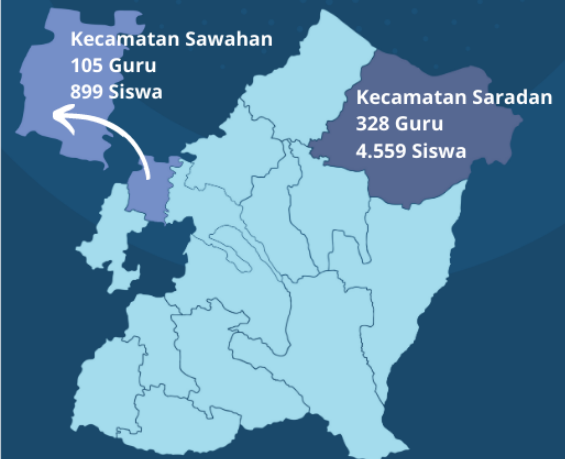 Kecamatan Sawahan
105 Guru
899 Siswa
Kecamatan Saradan
328 Guru
4.559 Siswa